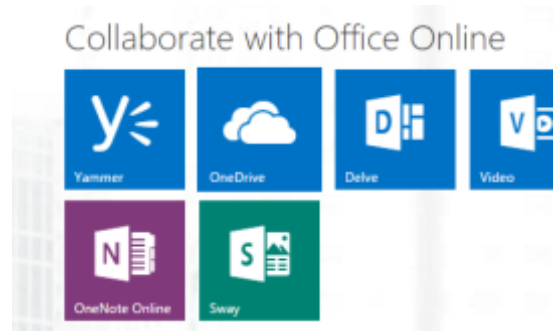 Collaborate with Office Online
Yammer
OneDrive
Delve
Video
OneNote Online
Sway